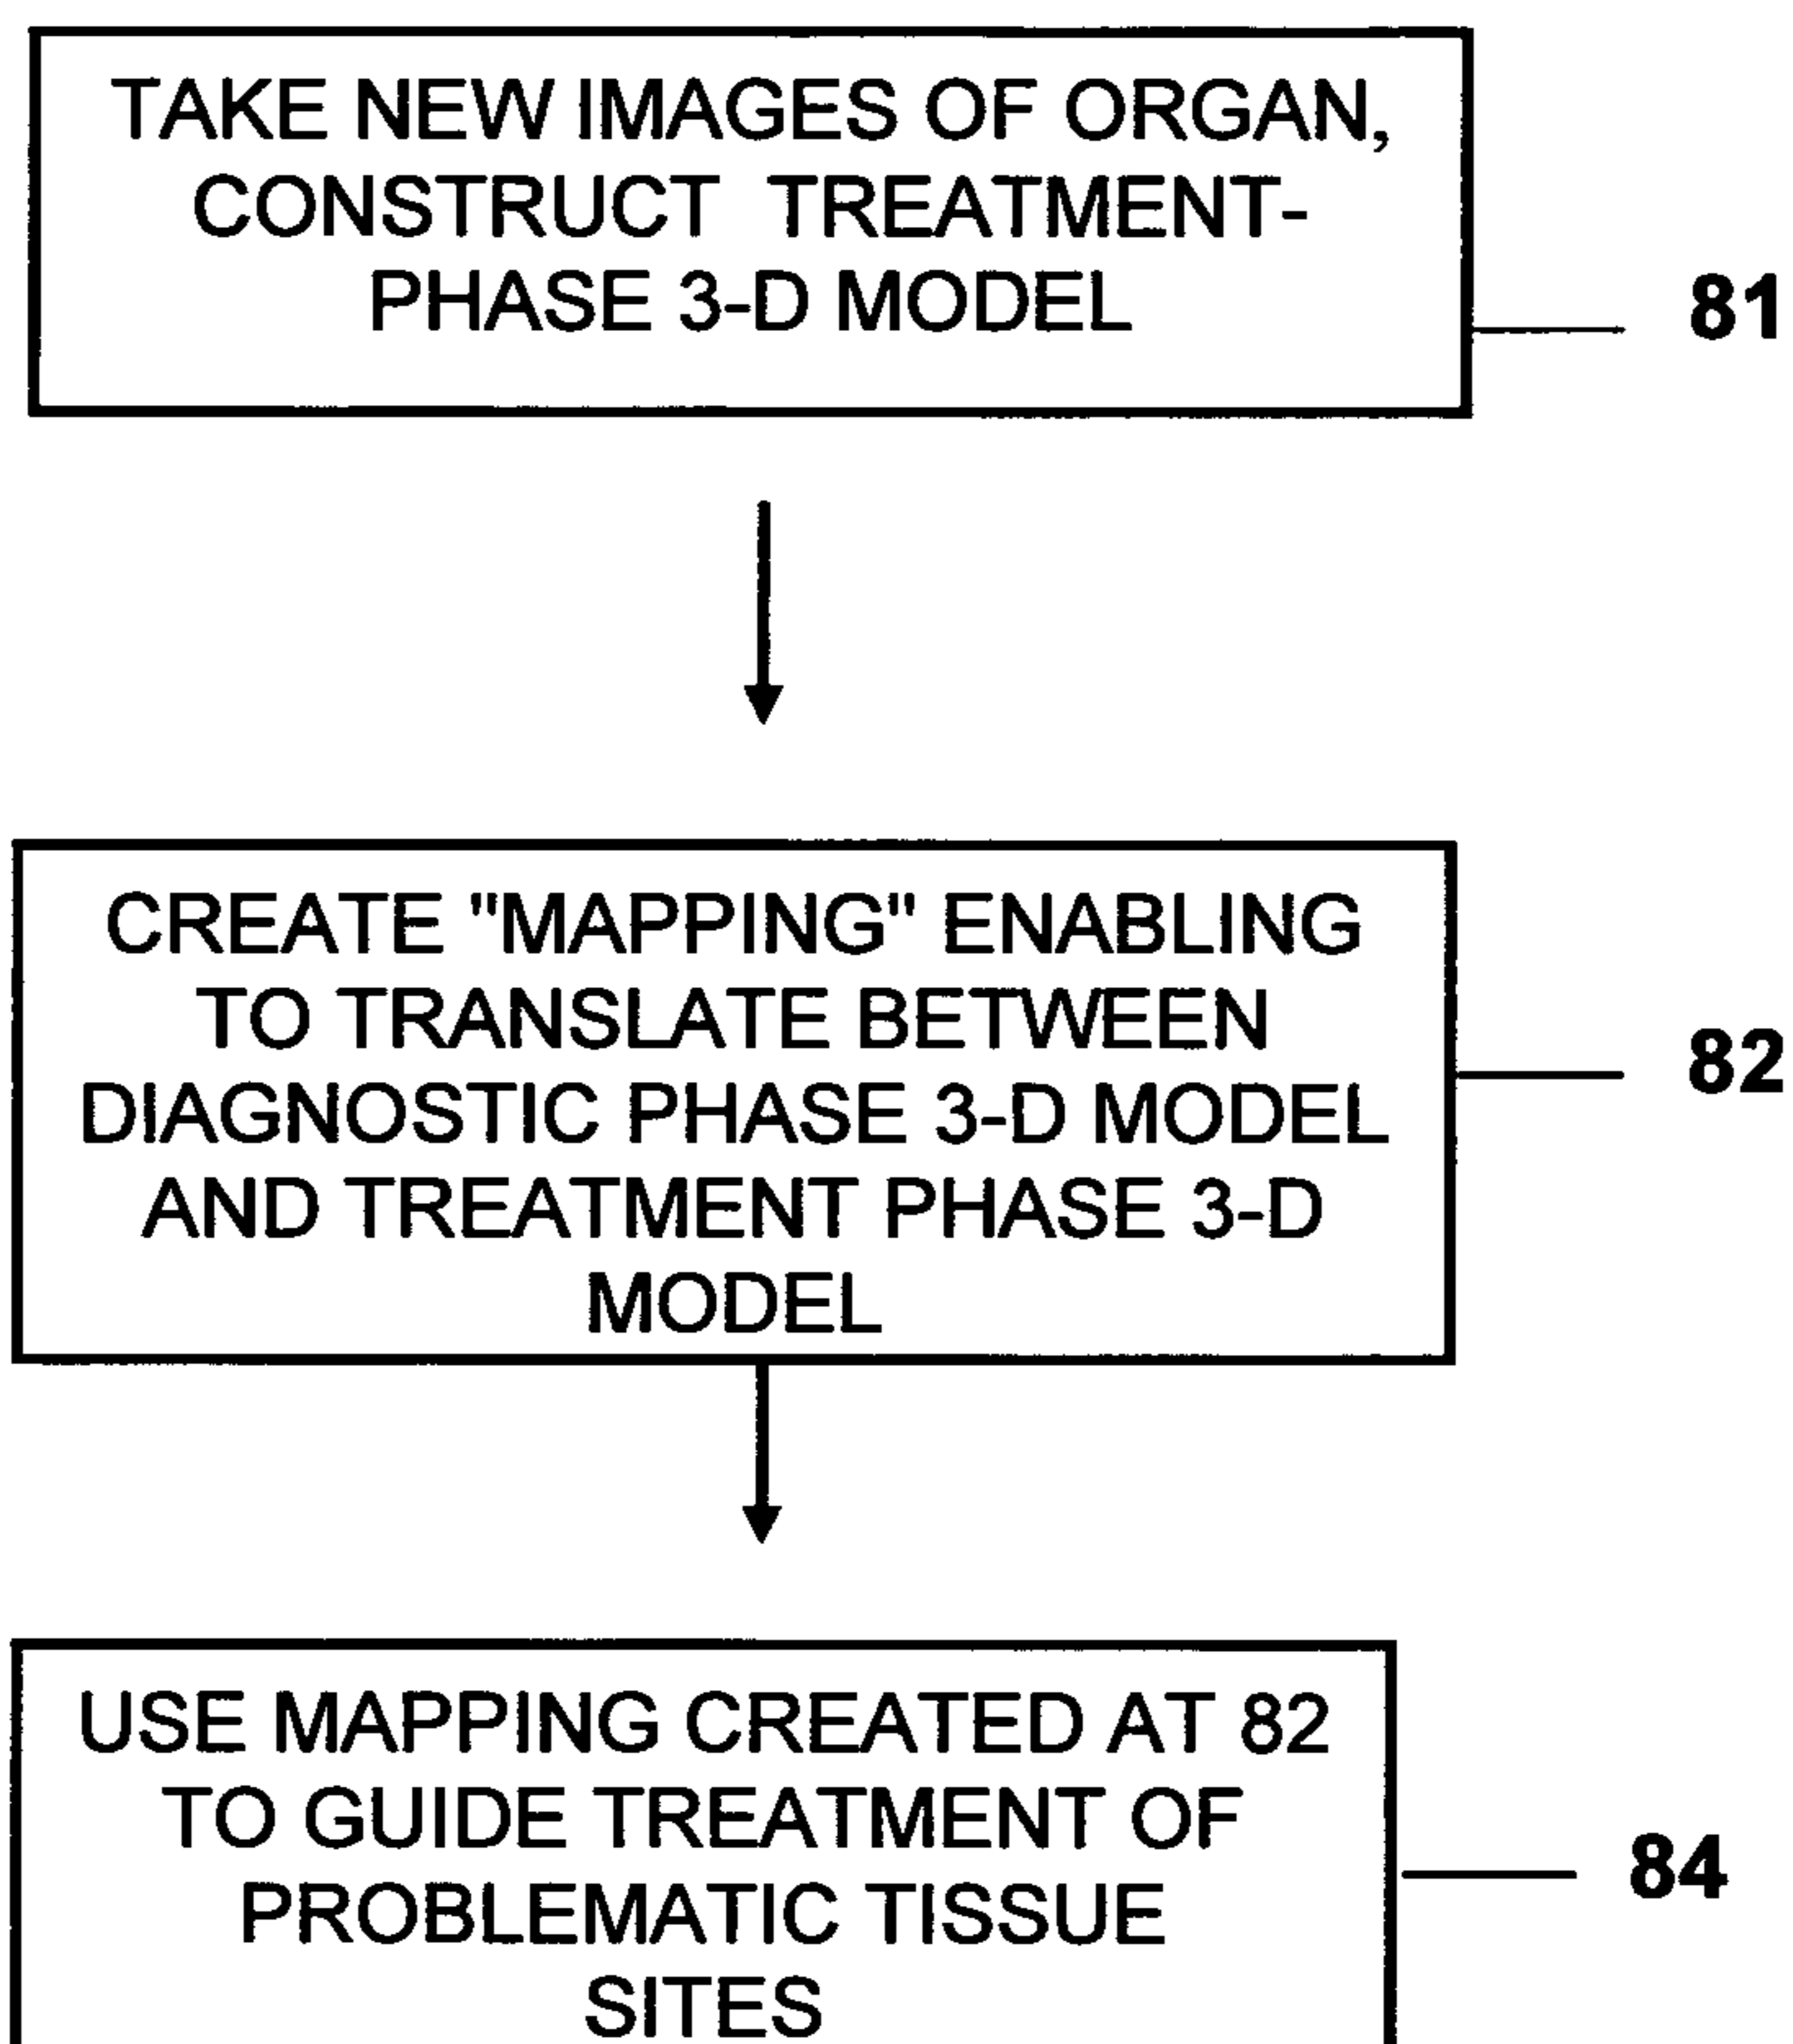 TAKE NEW IMAGES OF ORGAN,
CONSTRUCT TREATMENT-
PHASE 3-D MODEL
81
CREATE "MAPPING" ENABLING
TO TRANSLATE BETWEEN
DIAGNOSTIC PHASE 3-D MODEL
AND TREATMENT PHASE 3-D
MODEL
82
USE MAPPING CREATED AT 82
TO GUIDE TREATMENT OF
PROBLEMATIC TISSUE
SITES
84